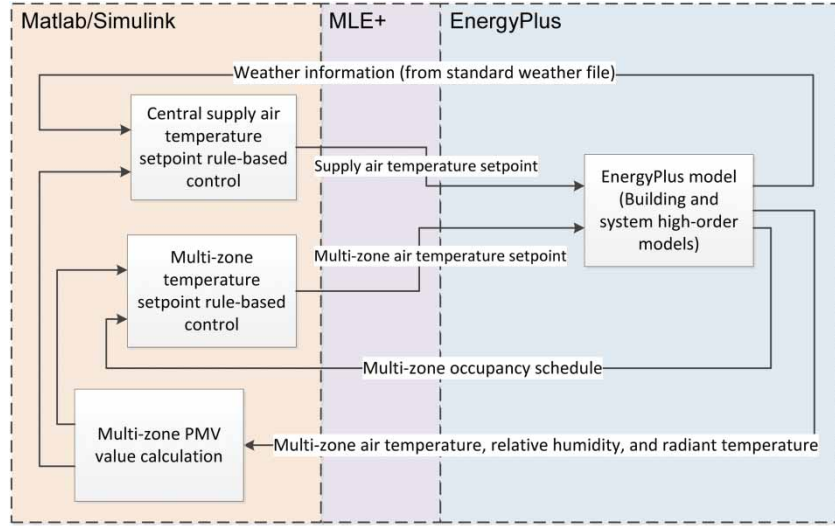 Matlab/Simulink
MLE+
EnergyPlus
Weather information (from standard weather file)
Central supply air
temperature
setpoint rule-based
control
Supply air temperature setpoint
EnergyPlus model
(Building and
system high-order
models)
Multi-zone
temperature
setpoint rule-based
control
Multi-zone air temperature setpoint
Multi-zone occupancy schedule
Multi-zone PMV
value calculation
Multi-zone air temperature, relative humidity, and radiant temperature